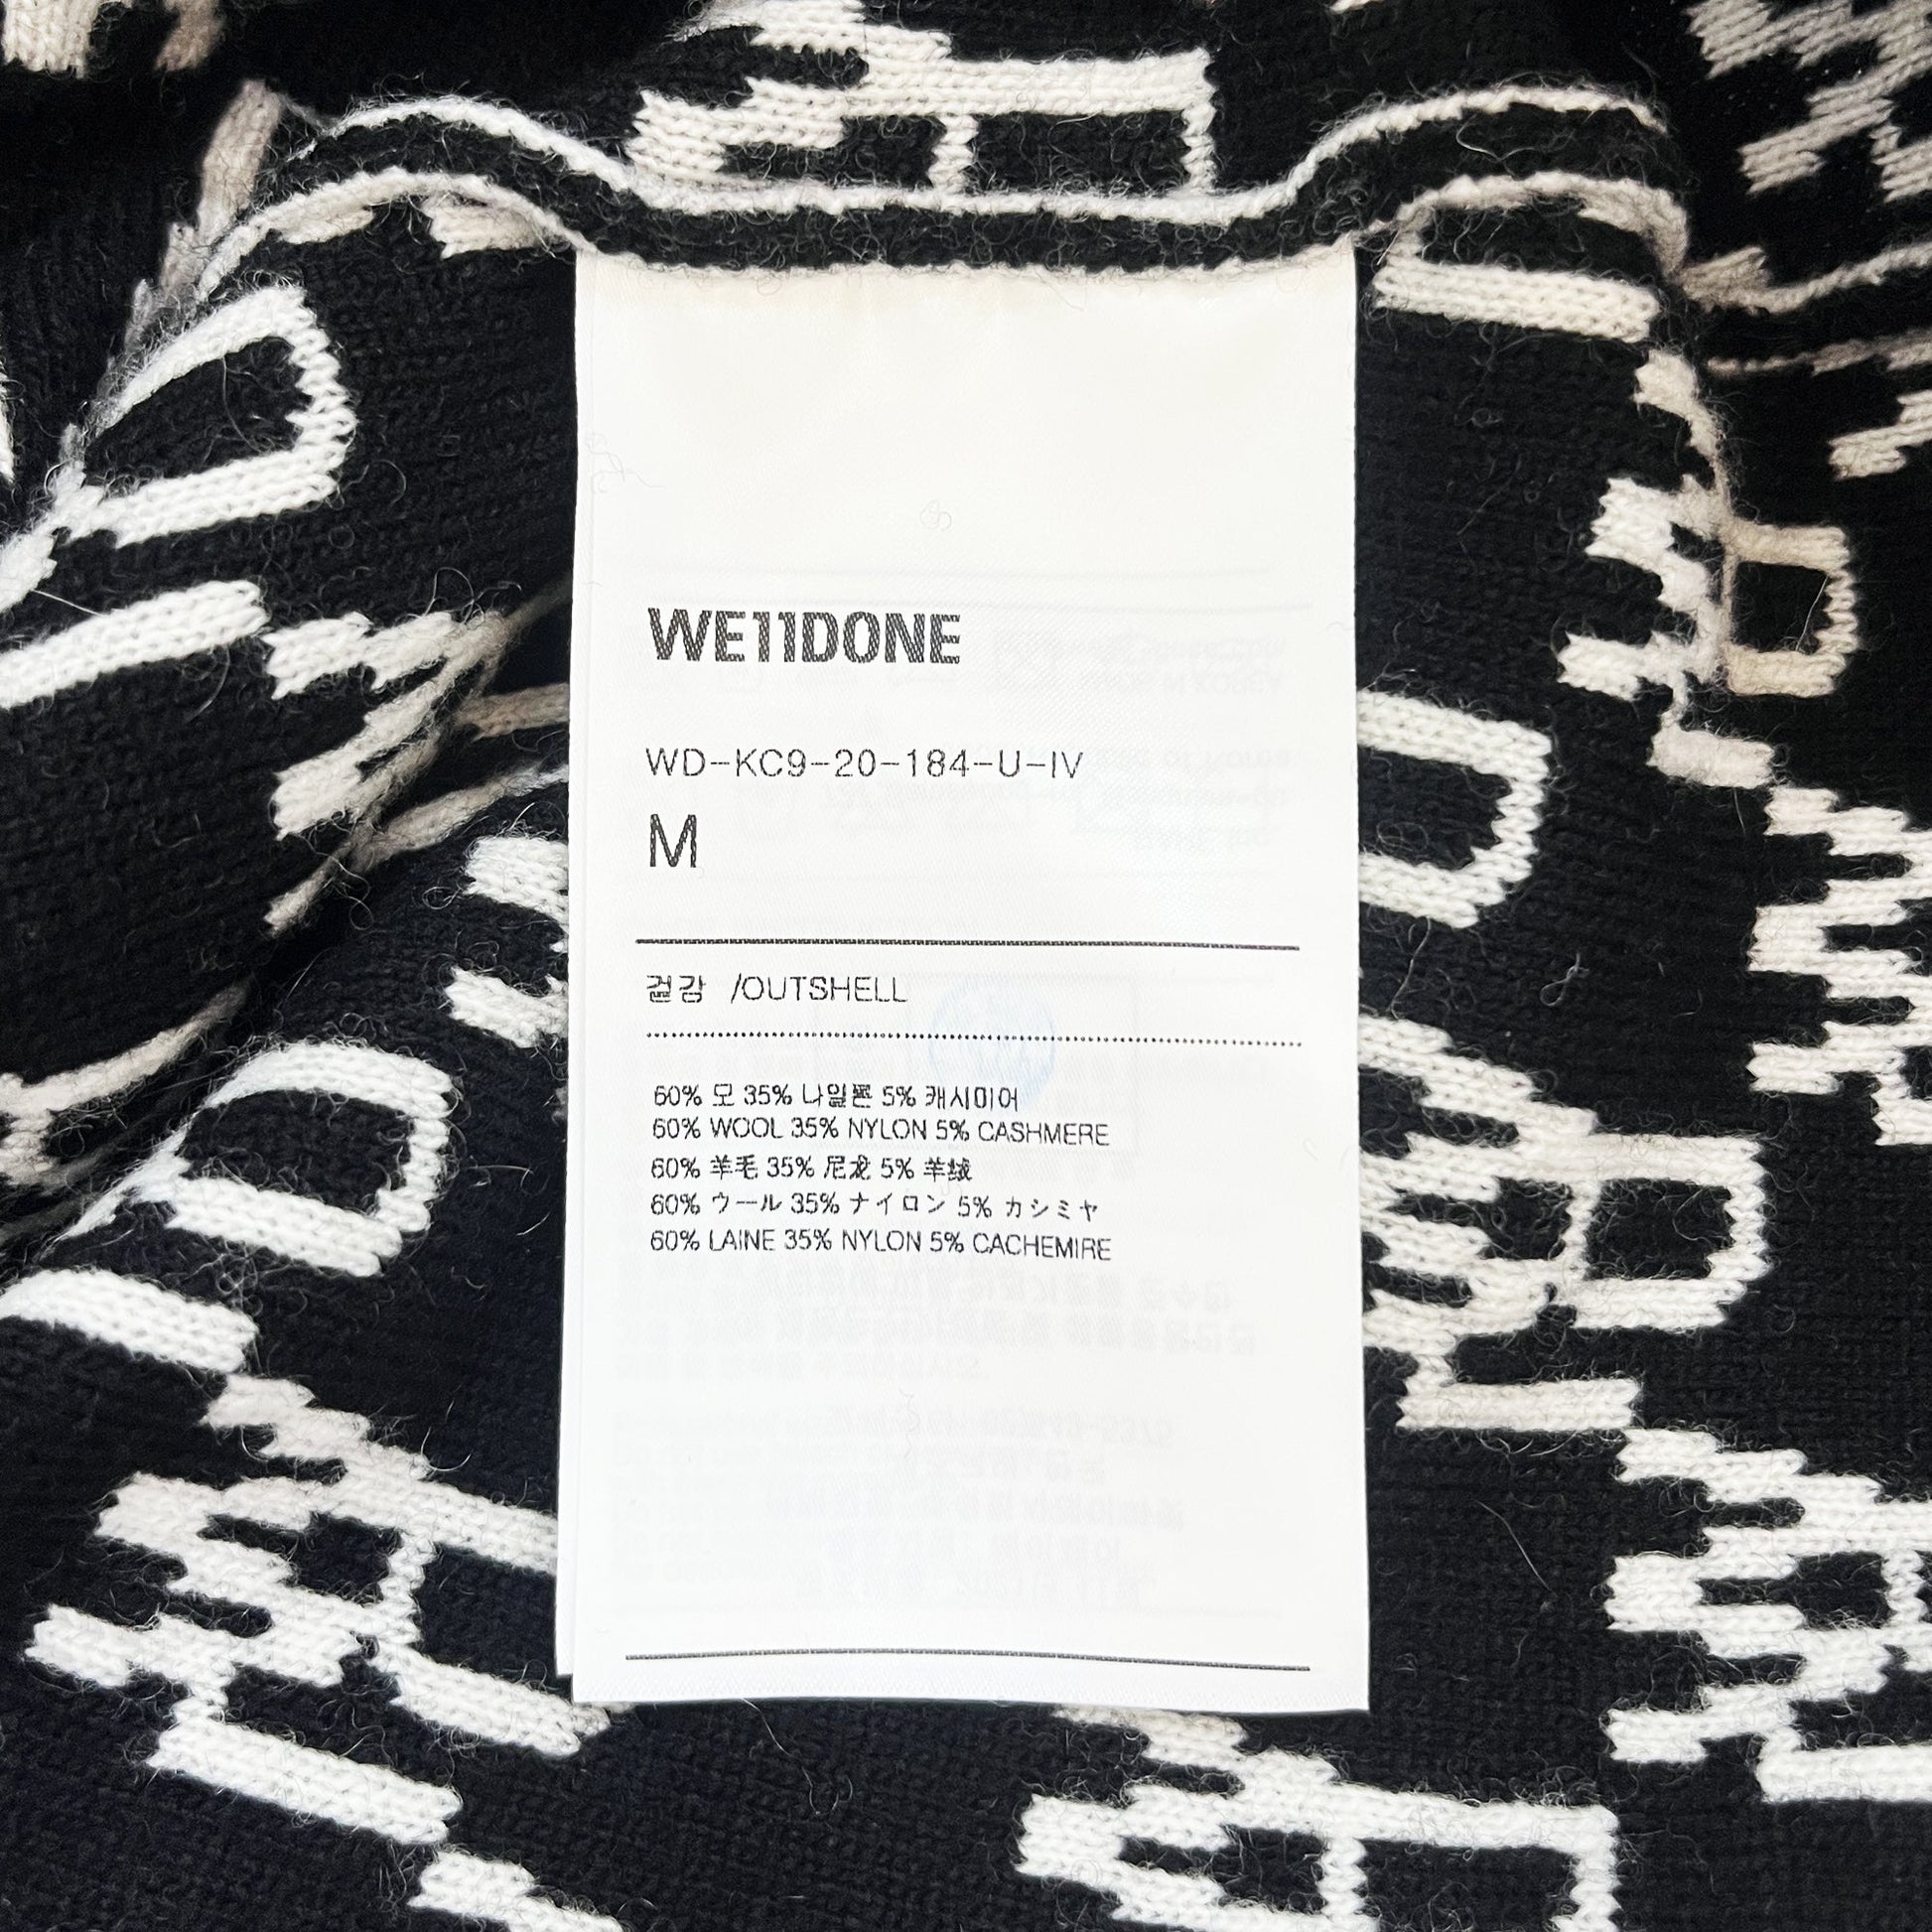 WE11DONE
WD-KC9-20-184-U-IV
M
겉감 /OUTSHELL
60% 모 35% 나일론 5% 캐시미어
60% WOOL 35% NYLON 5% CASHMERE
60% 羊毛 35% 尼龙 5% 羊绒
60% ウール 35% ナイロン 5% カシミヤ
60% LAINE 35% NYLON 5% CACHEMIRE